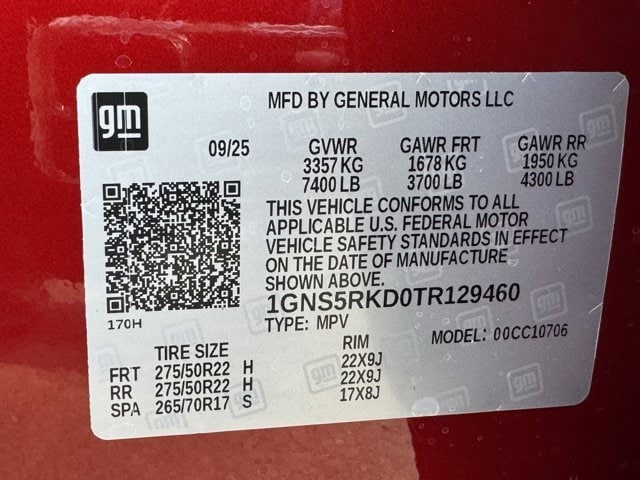 gm
MFD BY GENERAL MOTORS LLC
09/25 GVWR GAWR FRT GAWR RR
3357 KG 1678 KG 1950 KG
7400 LB 3700 LB 4300 LB
THIS VEHICLE CONFORMS TO ALL
APPLICABLE U.S. FEDERAL MOTOR
VEHICLE SAFETY STANDARDS IN EFFECT
ON THE DATE OF MANUFACTURE
SHOWN ABOVE.
1GNS5RKD0TR129460
170H
TYPE: MPV MODEL: 00CC10706
TIRE SIZE RIM
FRT 275/50R22 H 22X9J
RR 275/50R22 H 22X9J
SPA 265/70R17 S 17X8J